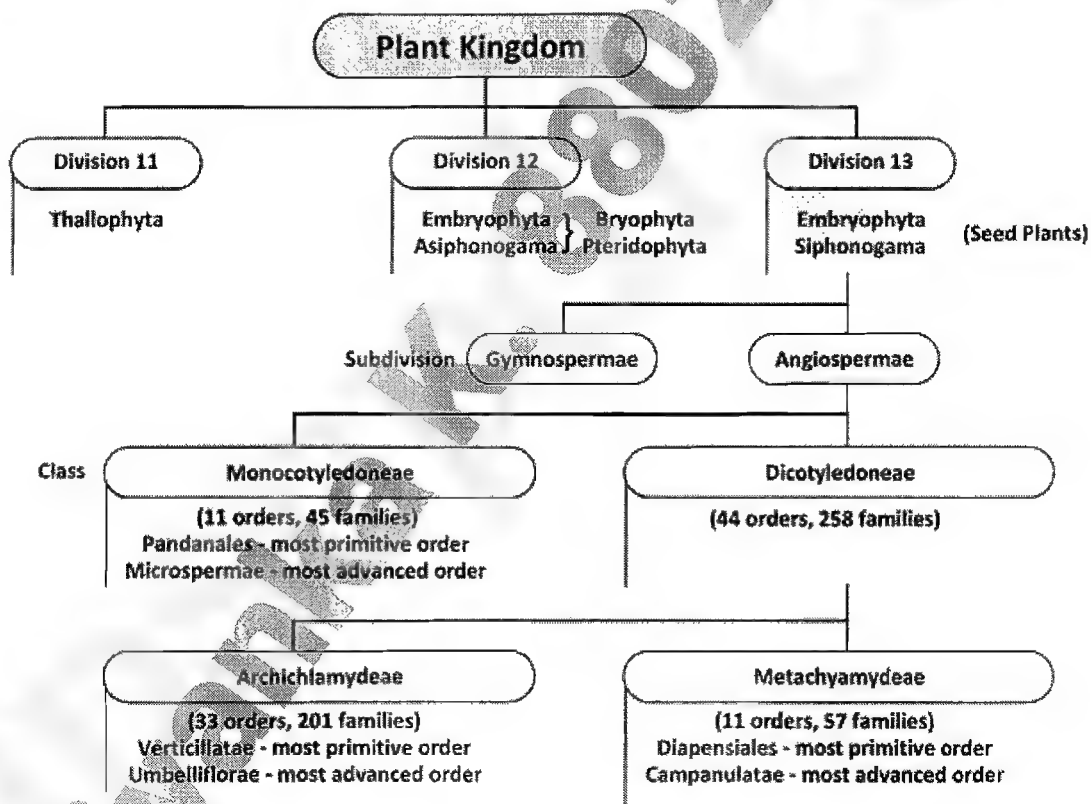 Plant Kingdom
Division 11
Division 12
Division 13
Thallophyta
Embryophyta
Asiphonogama
}
Bryophyta
Pteridophyta
Embryophyta
Siphonogama
(Seed Plants)
Subdivision
Gymnospermae
Angiospermae
Class
Monocotyledoneae
Dicotyledoneae
(11 orders, 45 families)
Pandanales - most primitive order
Microspermae - most advanced order
(44 orders, 258 families)
Archichlamydeae
Metachyamydeae
(33 orders, 201 families)
Verticillatae - most primitive order
Umbelliflorae - most advanced order
(11 orders, 57 families)
Diapensiales - most primitive order
Campanulatae - most advanced order